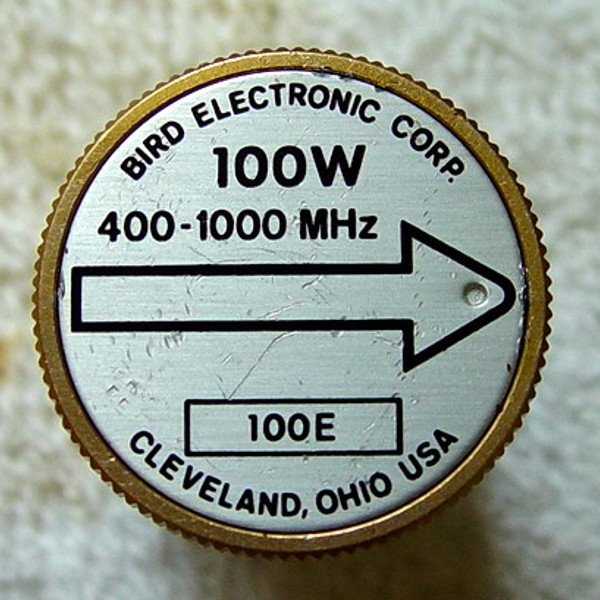 BIRD ELECTRONIC CORP.
100W
400-1000 MHz
100E
CLEVELAND, OHIO USA